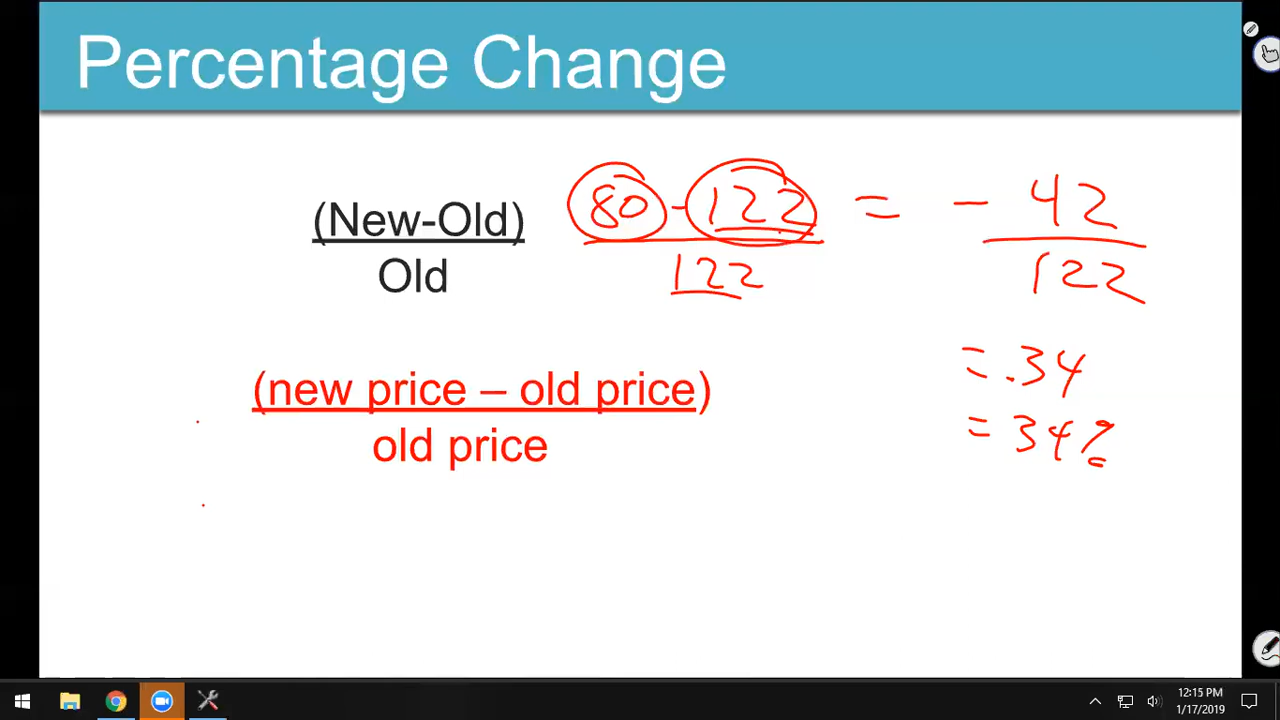 Percentage Change
(New-Old) 80 - 122 = - 42
Old 122 122
= .34
(new price – old price)
= 34%
old price
12:15 PM
1/17/2019